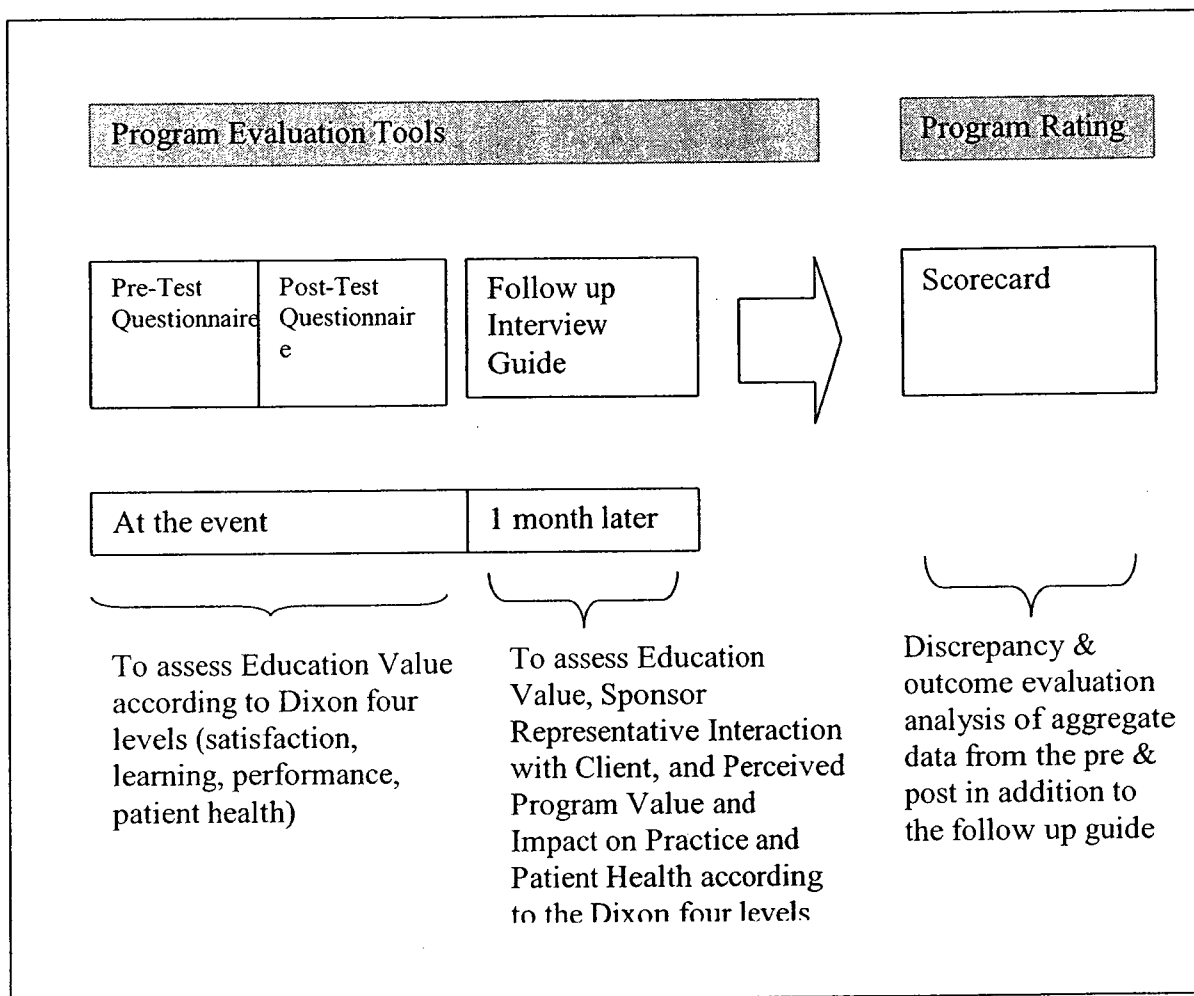 Program Evaluation Tools
Program Rating
Pre-Test
Questionnaire
Post-Test
Questionnair
e
Follow up
Interview
Guide
Scorecard
At the event
1 month later
To assess Education Value
according to Dixon four
levels (satisfaction,
learning, performance,
patient health)
To assess Education
Value, Sponsor
Representative Interaction
with Client, and Perceived
Program Value and
Impact on Practice and
Patient Health according
to the Dixon four levels
Discrepancy &
outcome evaluation
analysis of aggregate
data from the pre &
post in addition to
the follow up guide